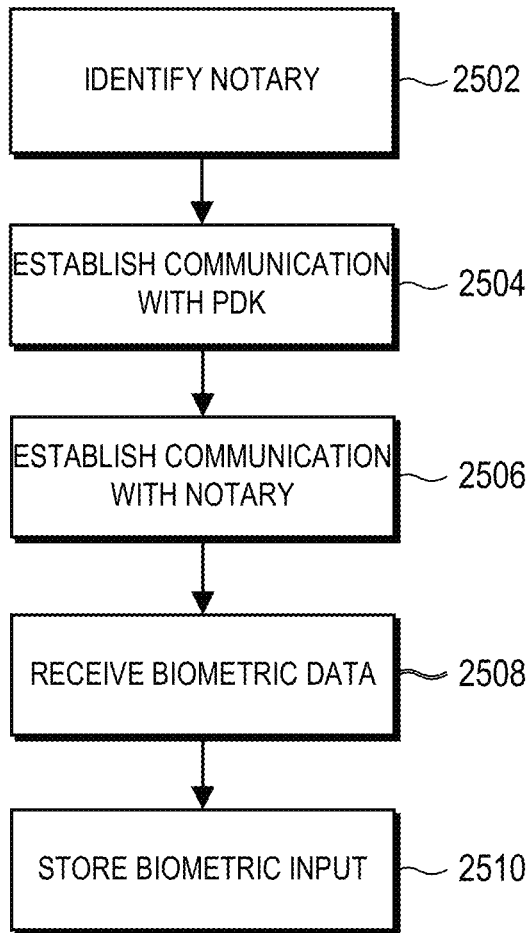 IDENTIFY NOTARY
2502
ESTABLISH COMMUNICATION
WITH PDK
2504
ESTABLISH COMMUNICATION
WITH NOTARY
2506
RECEIVE BIOMETRIC DATA
2508
STORE BIOMETRIC INPUT
2510